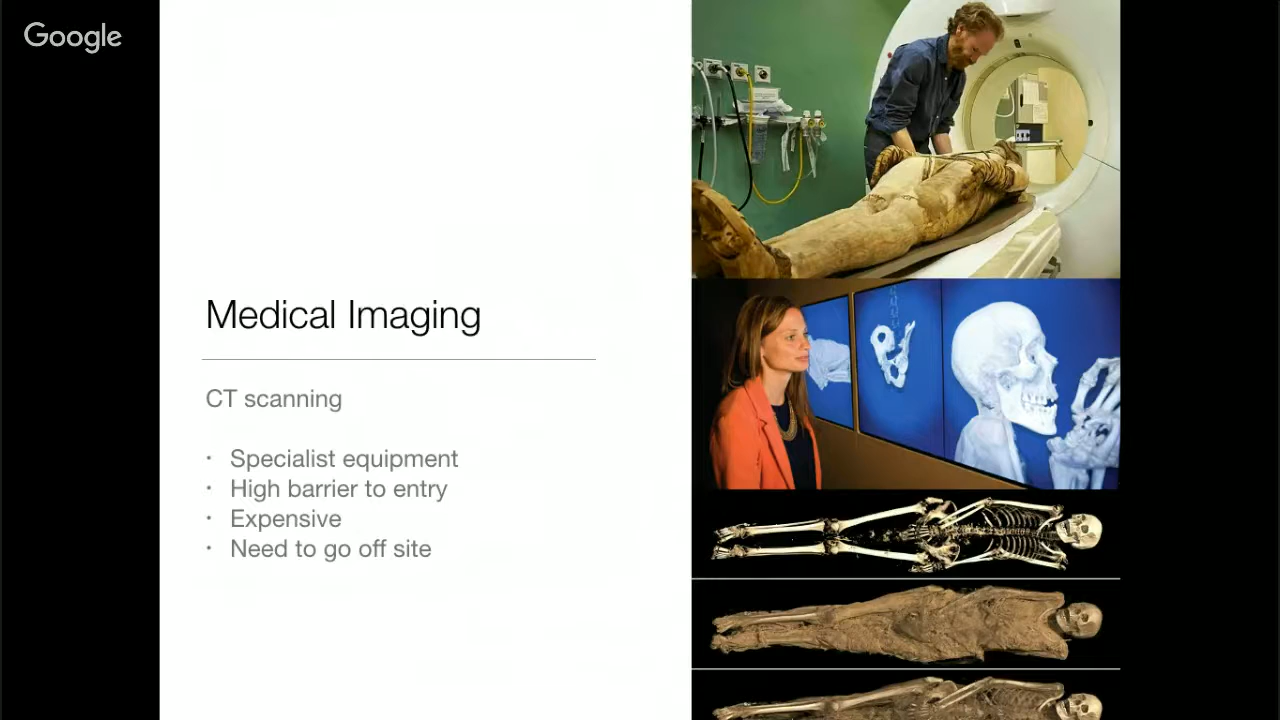 Google
Medical Imaging
CT scanning
· Specialist equipment
· High barrier to entry
· Expensive
· Need to go off site